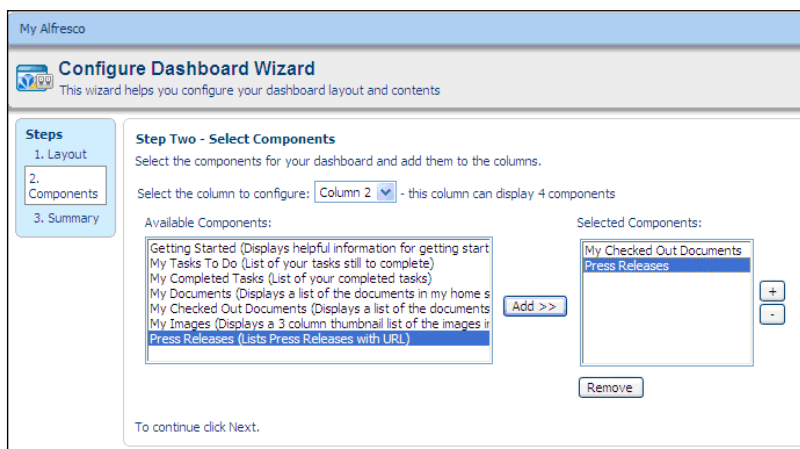 My Alfresco
Configure Dashboard Wizard
This wizard helps you configure your dashboard layout and contents
Steps
1. Layout
2.
Components
3. Summary
Step Two - Select Components
Select the components for your dashboard and add them to the columns.
Select the column to configure: Column 2 - this column can display 4 components
Available Components:
Getting Started (Displays helpful information for getting start
My Tasks To Do (List of your tasks still to complete)
My Completed Tasks (List of your completed tasks)
My Documents (Displays a list of the documents in my home s
My Checked Out Documents (Displays a list of the documents
My Images (Displays a 3 column thumbnail list of the images in
Press Releases (Lists Press Releases with URL)
Add >>
Selected Components:
My Checked Out Documents
Press Releases
+
-
Remove
To continue click Next.